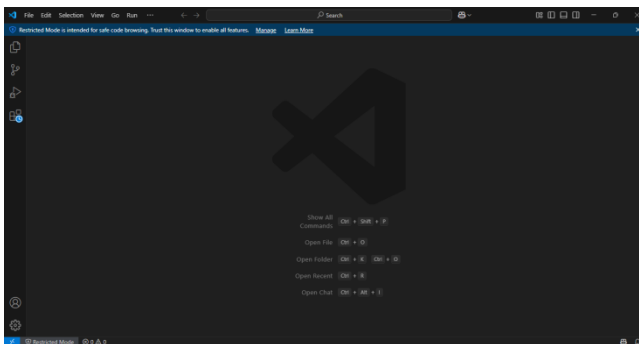 File Edit Selection View Go Run ··· Search
Restricted Mode is intended for safe code browsing. Trust this window to enable all features. Manage Learn More
Show All Commands Ctrl + Shift + P
Open File Ctrl + O
Open Folder Ctrl + K Ctrl + O
Open Recent Ctrl + R
Open Chat Ctrl + Alt + I
Restricted Mode 0 0